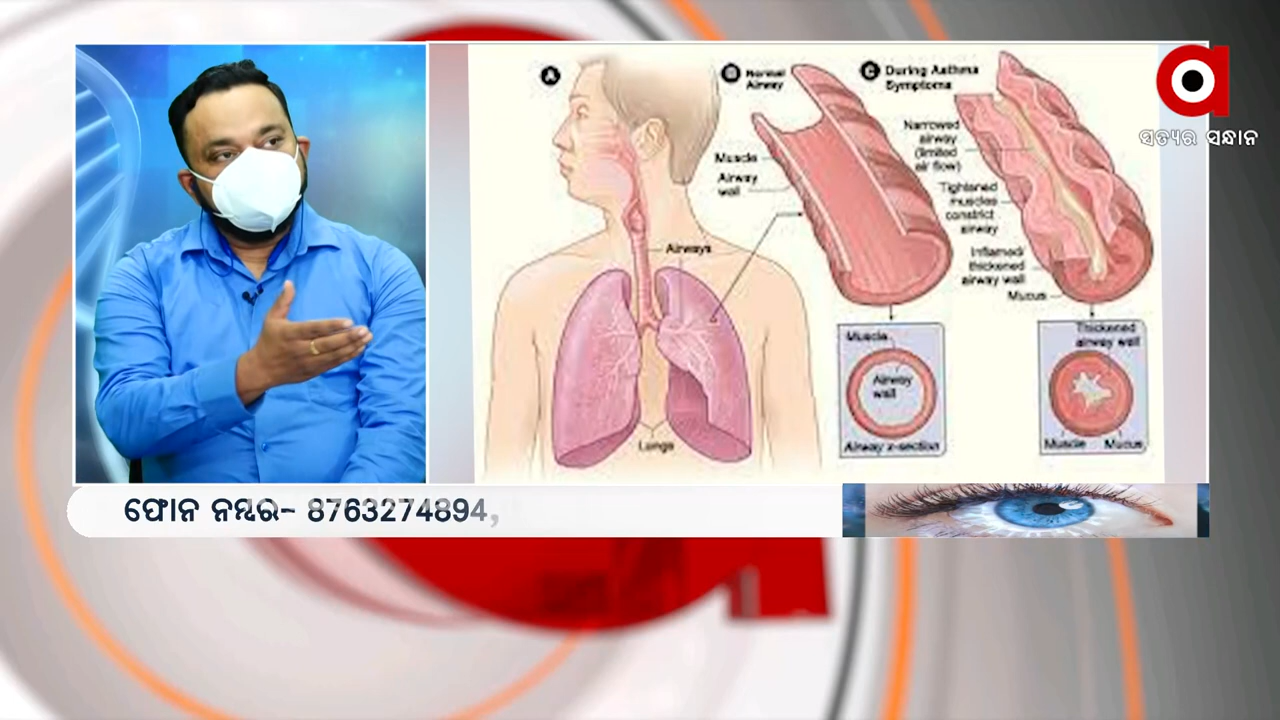 A
B Normal
Airway
C During Asthma
Symptoms
ସତ୍ୟର ସନ୍ଧାନ
Narrowed
airway
(limited
air flow)
Muscle
Airway
wall
Tightened
muscles
constrict
airway
Airways
Inflamed/
thickened
airway wall
Mucus
Muscle
Airway
wall
Airway x-section
Thickened
airway wall
Muscle Mucus
Lungs
ଫୋନ ନମ୍ବର- 8763274894,